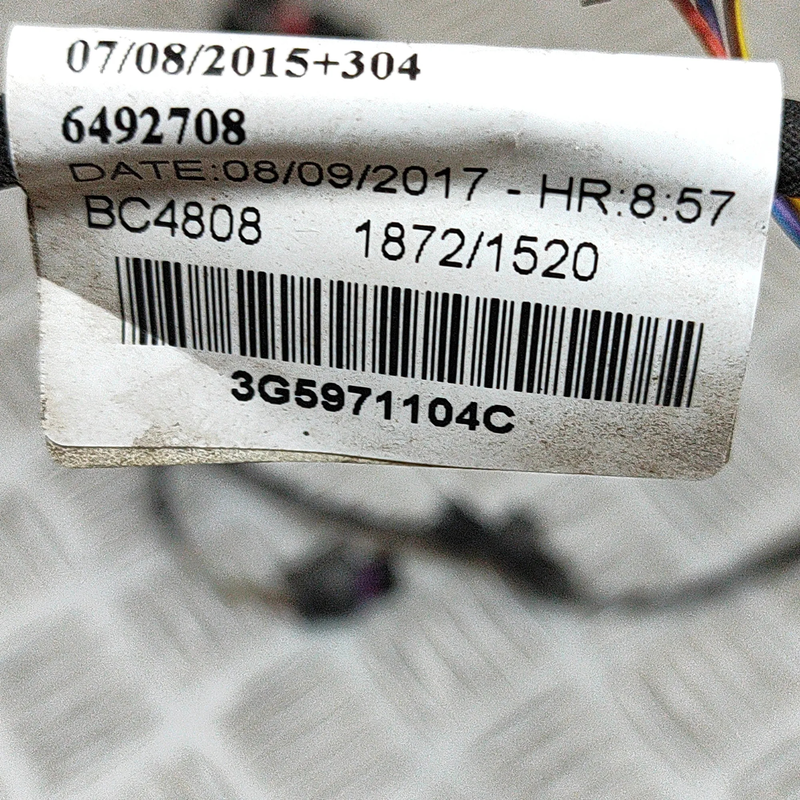 07/08/2015+304
6492708
DATE:08/09/2017 - HR:8:57
BC4808 1872/1520
3G5971104C